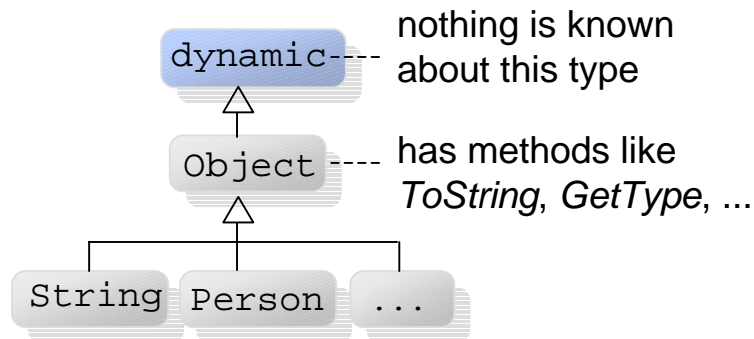 dynamic
nothing is known
about this type
Object
has methods like
ToString, GetType, ...
String
Person
...